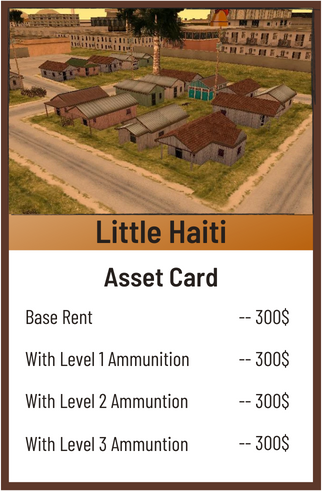 Little Haiti
Asset Card
Base Rent -- 300$
With Level 1 Ammunition -- 300$
With Level 2 Ammuntion -- 300$
With Level 3 Ammuntion -- 300$